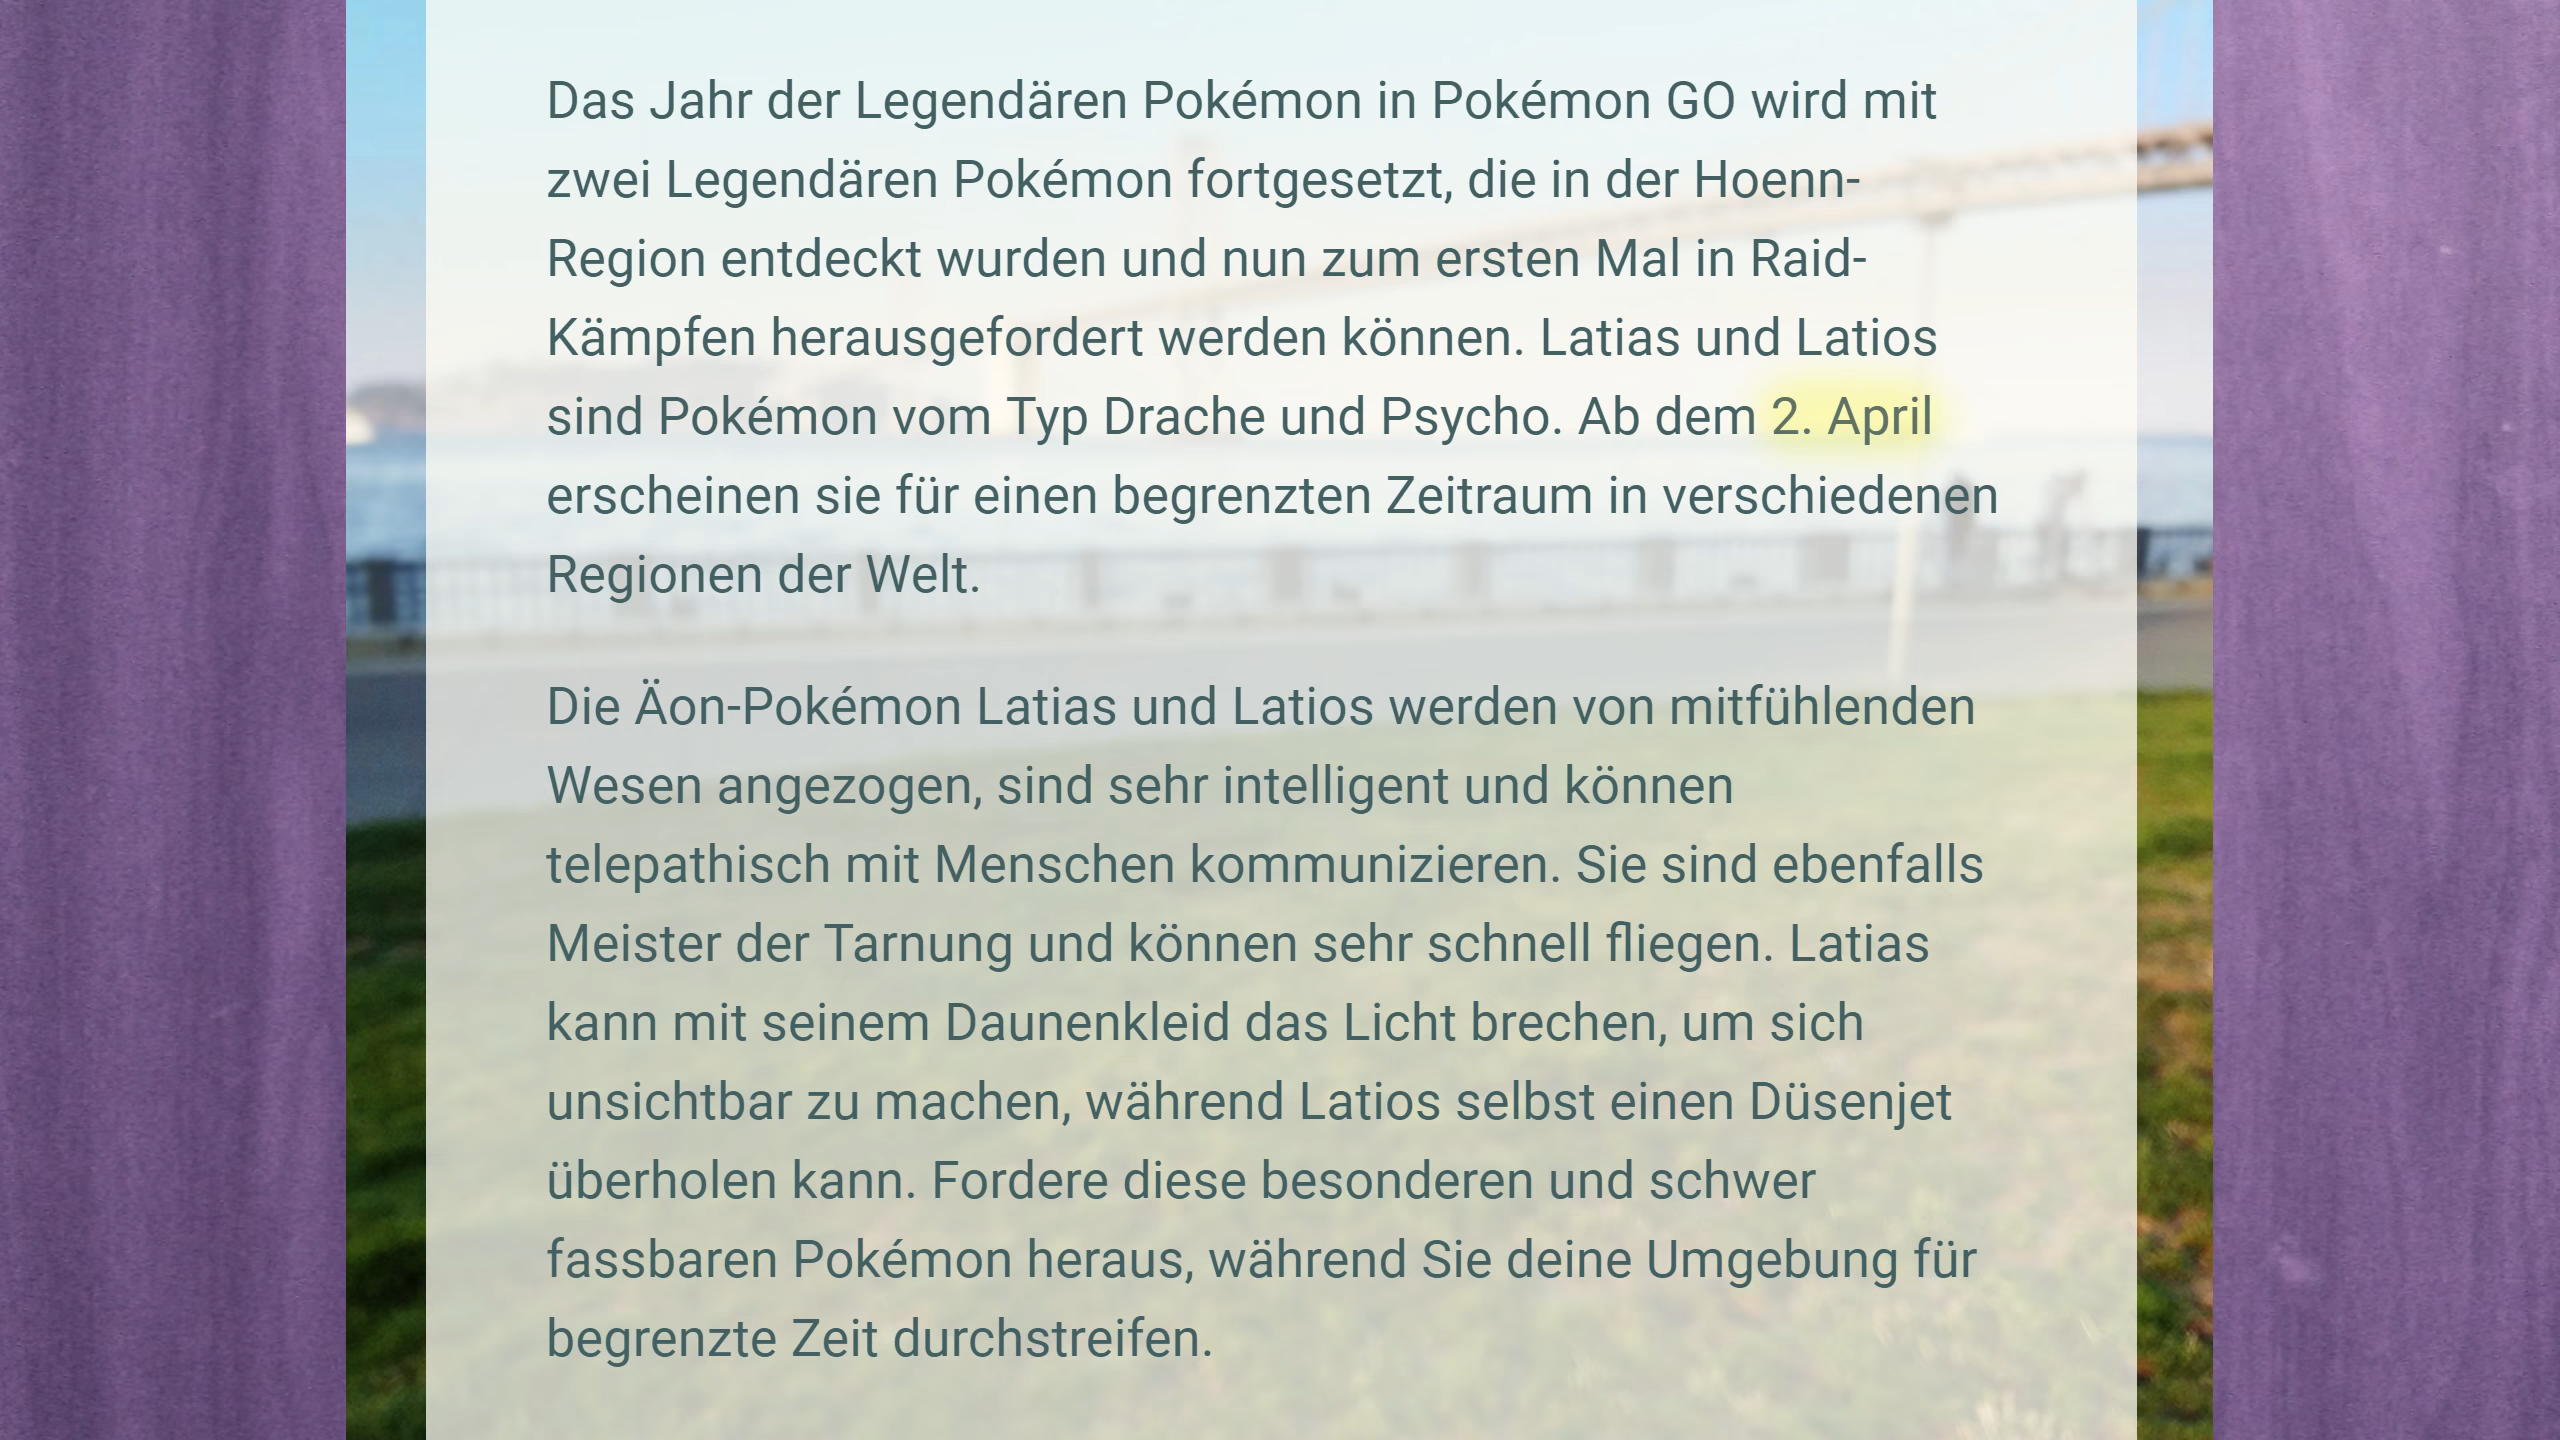 Das Jahr der Legendären Pokémon in Pokémon GO wird mit
zwei Legendären Pokémon fortgesetzt, die in der Hoenn-
Region entdeckt wurden und nun zum ersten Mal in Raid-
Kämpfen herausgefordert werden können. Latias und Latios
sind Pokémon vom Typ Drache und Psycho. Ab dem 2. April
erscheinen sie für einen begrenzten Zeitraum in verschiedenen
Regionen der Welt.
Die Äon-Pokémon Latias und Latios werden von mitfühlenden
Wesen angezogen, sind sehr intelligent und können
telepathisch mit Menschen kommunizieren. Sie sind ebenfalls
Meister der Tarnung und können sehr schnell fliegen. Latias
kann mit seinem Daunenkleid das Licht brechen, um sich
unsichtbar zu machen, während Latios selbst einen Düsenjet
überholen kann. Fordere diese besonderen und schwer
fassbaren Pokémon heraus, während Sie deine Umgebung für
begrenzte Zeit durchstreifen.